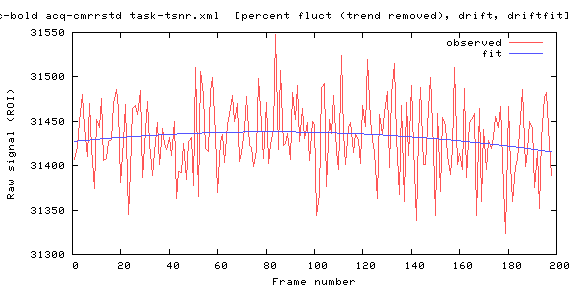 c-bold acq-cmrrstd task-tsnr.xml [percent fluct (trend removed), drift, driftfit]
observed
fit
31550
31500
31450
31400
31350
31300
Raw signal (ROI)
0 20 40 60 80 100 120 140 160 180 200
Frame number